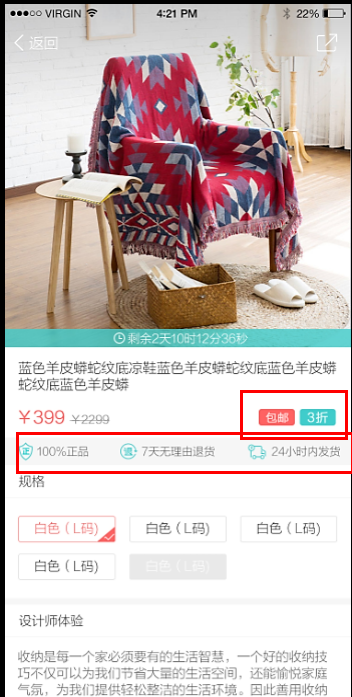 VIRGIN 4:21 PM 22%
返回
剩余2天10时12分36秒
蓝色羊皮蟒蛇纹底凉鞋蓝色羊皮蟒蛇纹底蓝色羊皮蟒
蛇纹底蓝色羊皮蟒
¥399 ¥2299 包邮 3折
正 100%正品 退 7天无理由退货 24小时内发货
规格
白色（L码) 白色（L码) 白色（L码)
白色（L码) 白色（L码)
设计师体验
收纳是每一个家必须要有的生活智慧，一个好的收纳技
巧不仅可以为我们节省大量的生活空间，还能愉悦家庭
气氛，为我们提供轻松整洁的生活环境。因此善用收纳